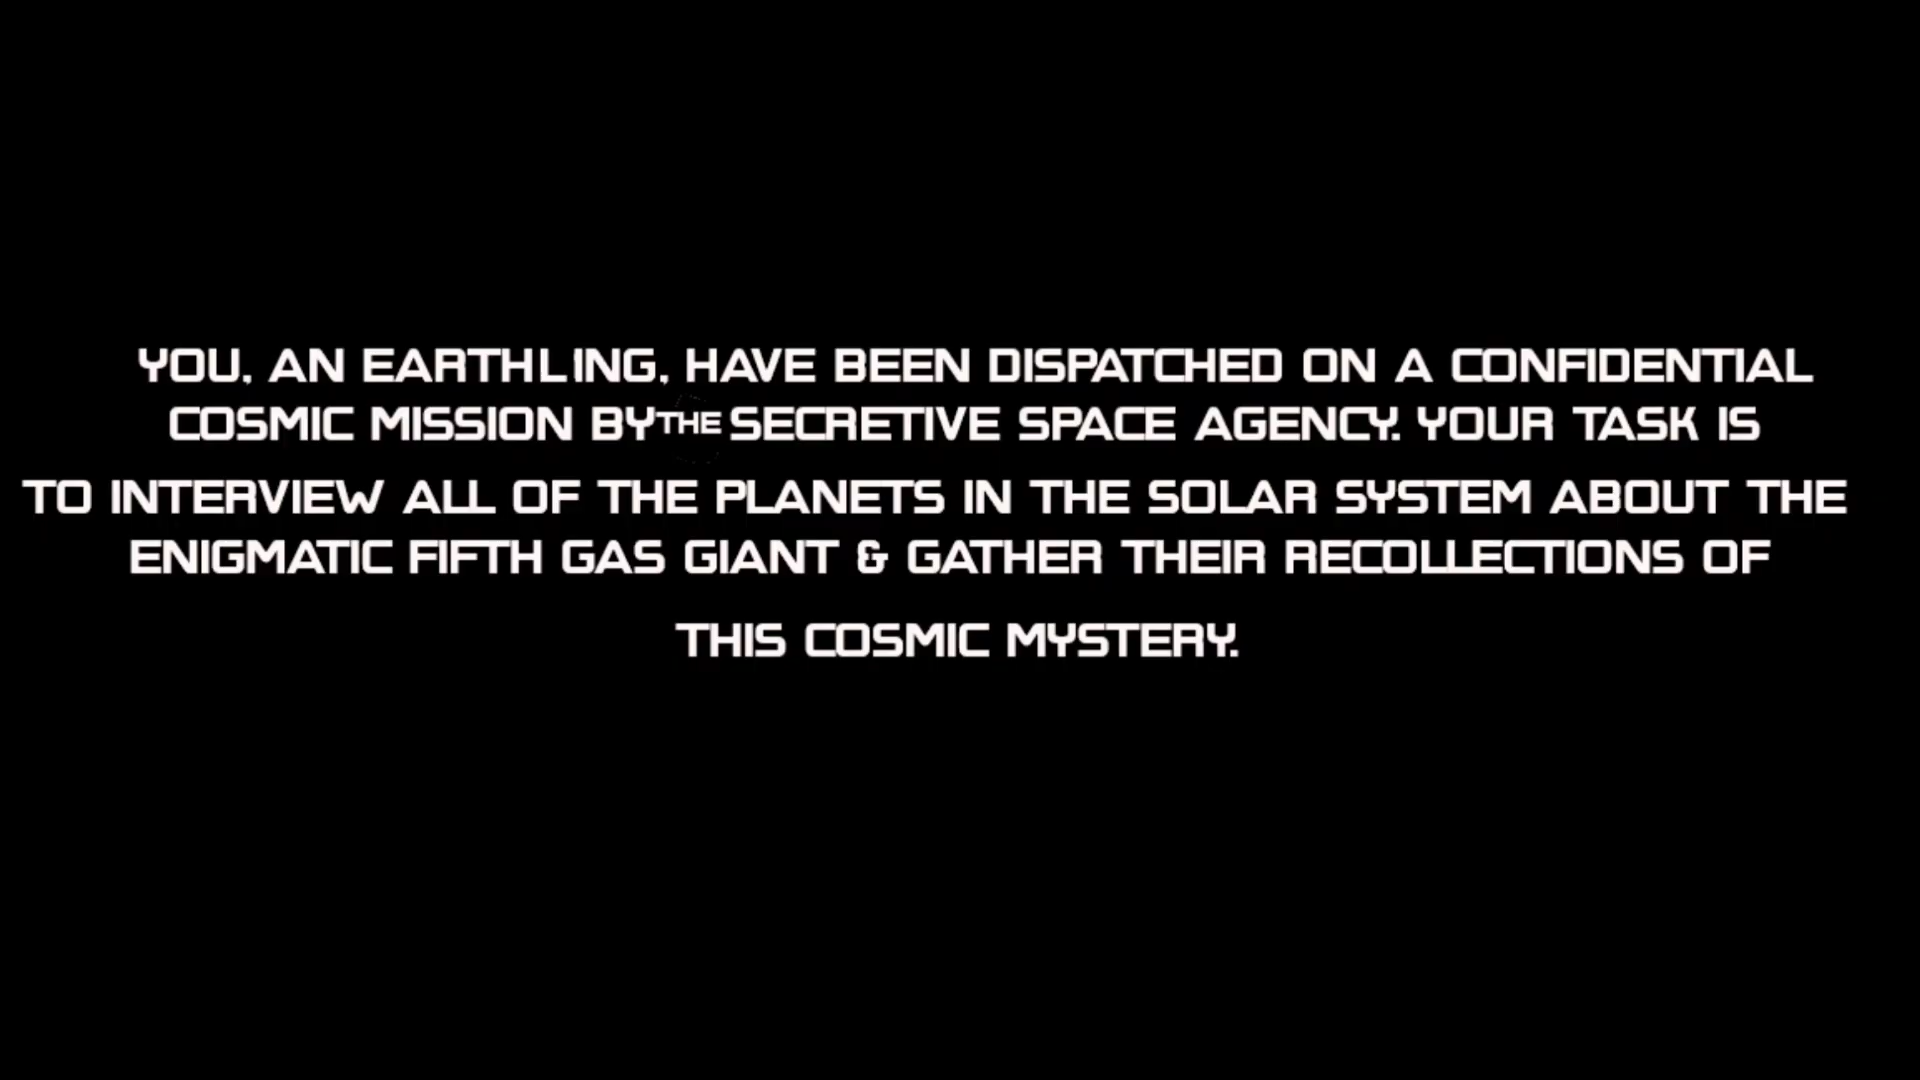 YOU, AN EARTHLING, HAVE BEEN DISPATCHED ON A CONFIDENTIAL
COSMIC MISSION BY THE SECRETIVE SPACE AGENCY. YOUR TASK IS
TO INTERVIEW ALL OF THE PLANETS IN THE SOLAR SYSTEM ABOUT THE
ENIGMATIC FIFTH GAS GIANT & GATHER THEIR RECOLLECTIONS OF
THIS COSMIC MYSTERY.